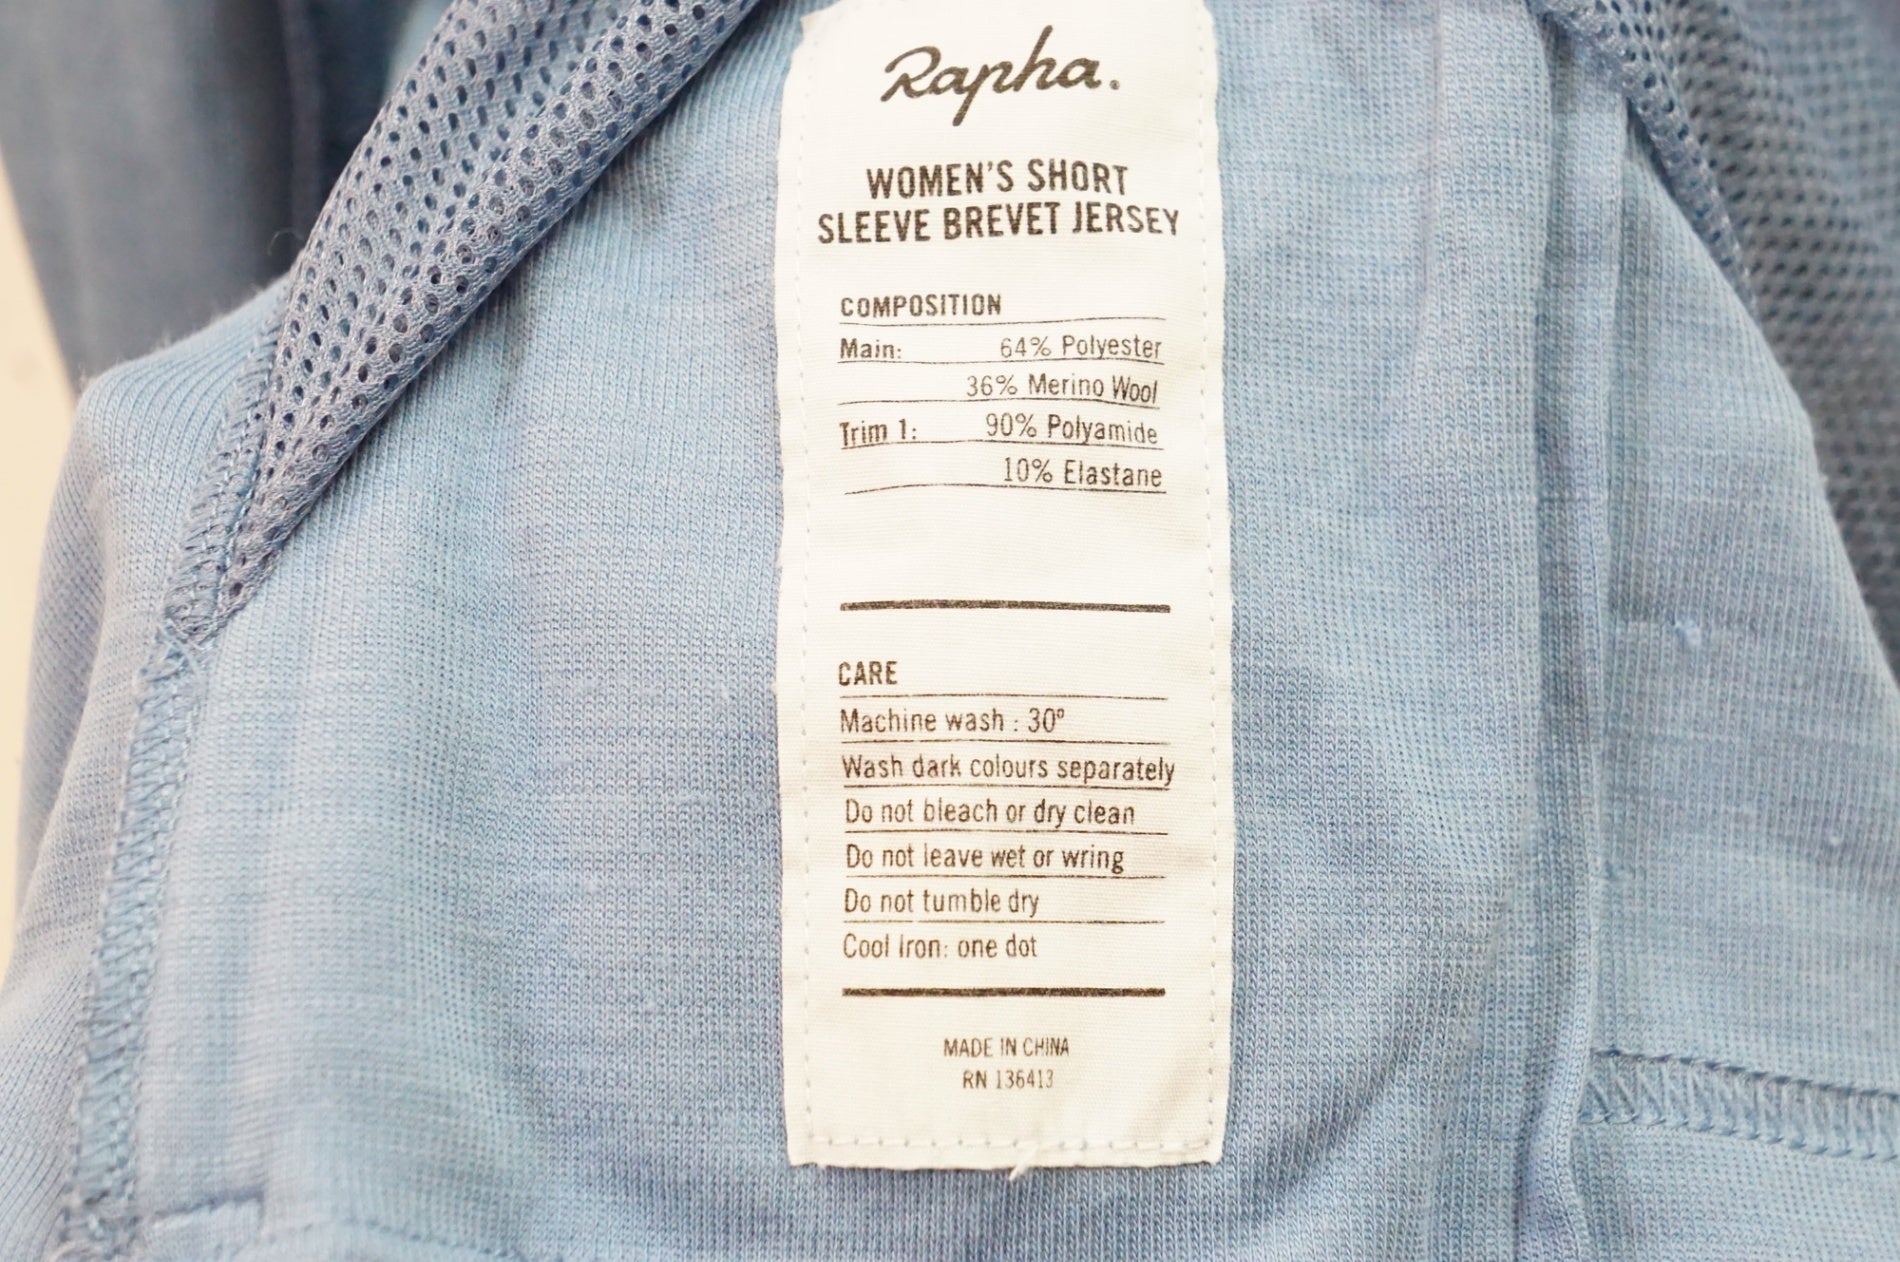 Rapha.
WOMEN'S SHORT
SLEEVE BREVET JERSEY
COMPOSITION
Main: 64% Polyester
36% Merino Wool
Trim 1: 90% Polyamide
10% Elastane
CARE
Machine wash : 30º
Wash dark colours separately
Do not bleach or dry clean
Do not leave wet or wring
Do not tumble dry
Cool Iron: one dot
MADE IN CHINA
RN 136413